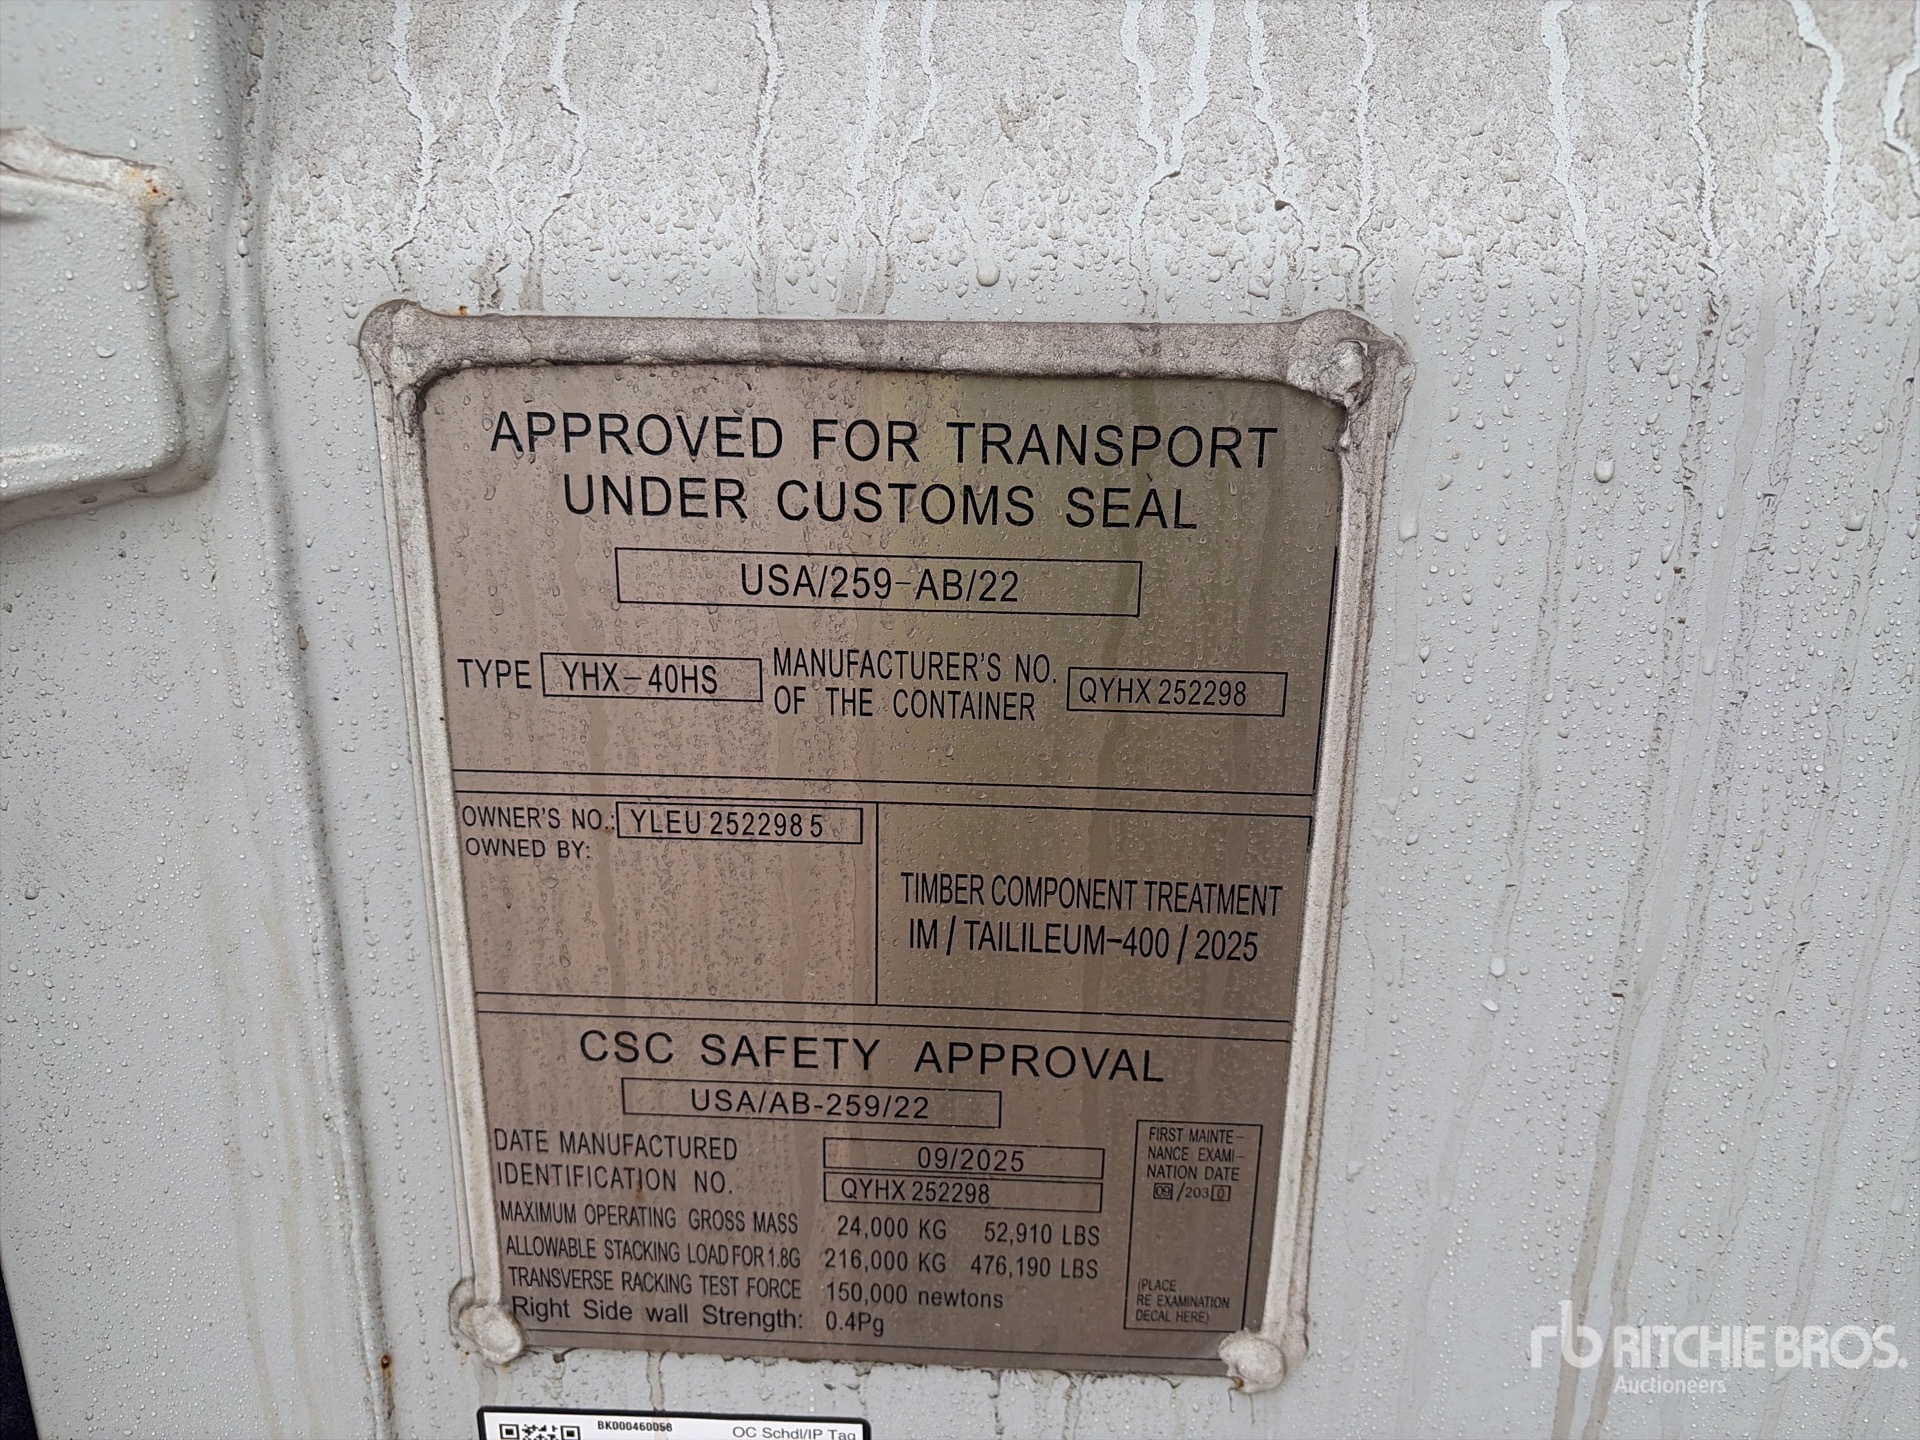 APPROVED FOR TRANSPORT
UNDER CUSTOMS SEAL
USA/259-AB/22
TYPE YHX-40HS MANUFACTURER'S NO. OF THE CONTAINER QYHX 252298
OWNER'S NO.: YLEU 252298 5
OWNED BY:
TIMBER COMPONENT TREATMENT
IM / TAILILEUM-400 / 2025
CSC SAFETY APPROVAL
USA/AB-259/22
DATE MANUFACTURED 09/2025
IDENTIFICATION NO. QYHX 252298
MAXIMUM OPERATING GROSS MASS 24,000 KG 52,910 LBS
ALLOWABLE STACKING LOAD FOR 1.8G 216,000 KG 476,190 LBS
TRANSVERSE RACKING TEST FORCE 150,000 newtons
Right Side wall Strength: 0.4Pg
FIRST MAINTE-
NANCE EXAMI-
NATION DATE
09 /203 0
(PLACE
RE EXAMINATION
DECAL HERE)
BK000460056 OC Schdl/IP Tag
rb RITCHIE BROS.
Auctioneers